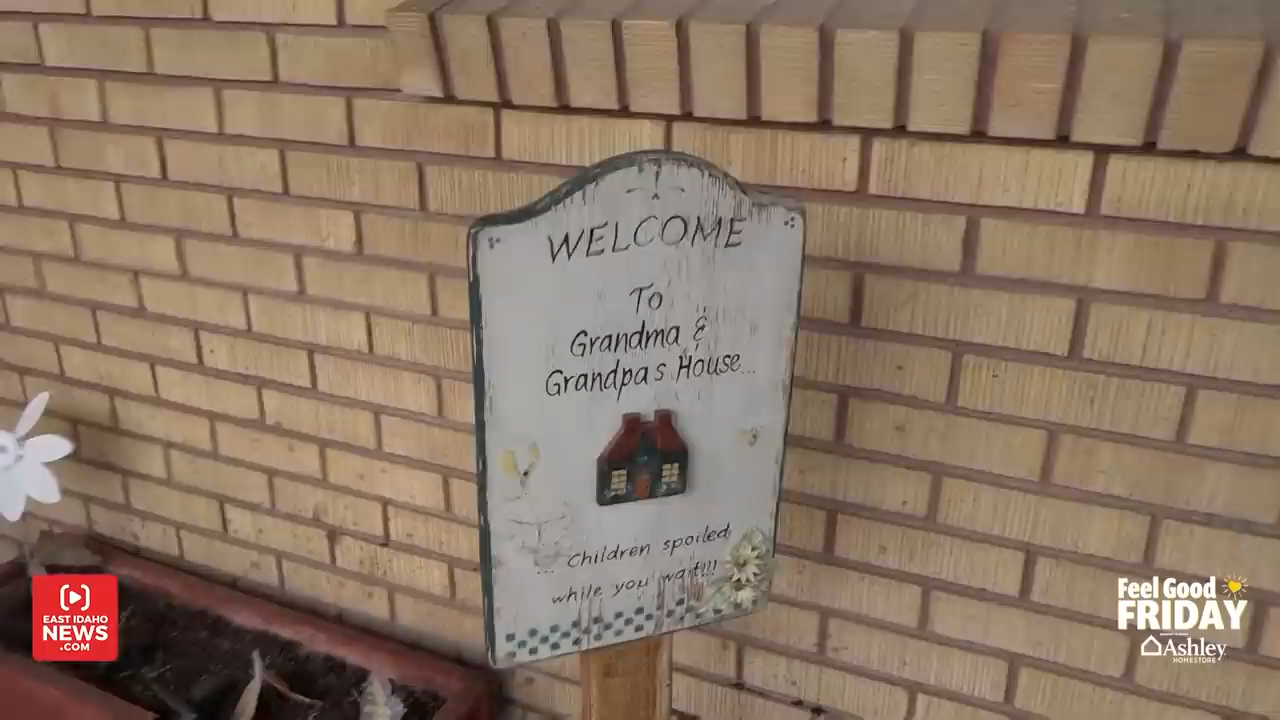 WELCOME
To
Grandma &
Grandpa's House...
... Children spoiled
while you wait!!!
EAST IDAHO
NEWS
.COM
Feel Good
FRIDAY
Ashley
HOMESTORE